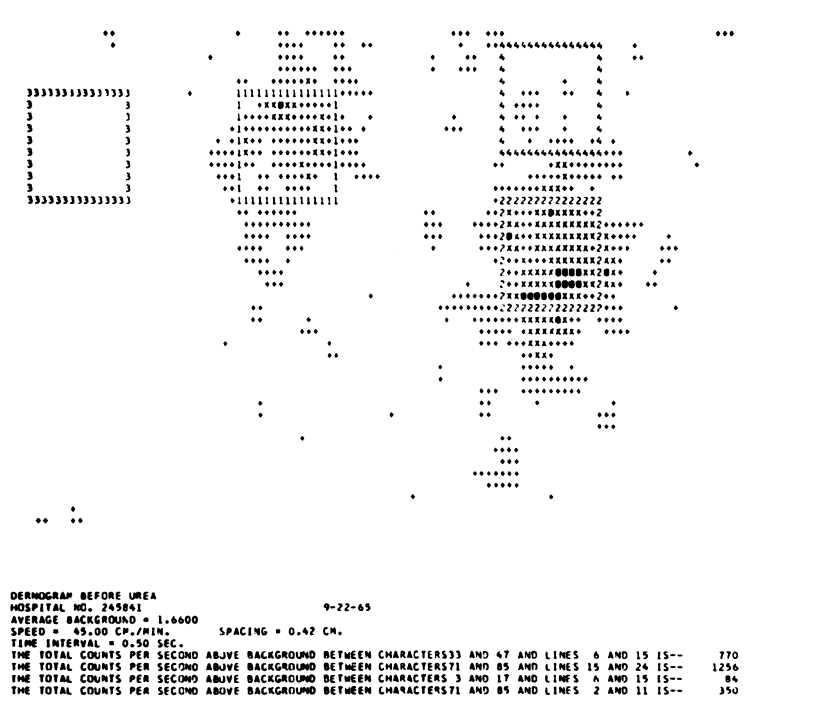 DERNOGRAM BEFORE UREA
HOSPITAL NO. 245841 9-22-65
AVERAGE BACKGROUND = 1.6600
SPEED = 45.00 CM./MIN. SPACING = 0.42 CM.
TIME INTERVAL = 0.50 SEC.
THE TOTAL COUNTS PER SECOND ABOVE BACKGROUND BETWEEN CHARACTERS33 AND 47 AND LINES 6 AND 15 IS-- 770
THE TOTAL COUNTS PER SECOND ABOVE BACKGROUND BETWEEN CHARACTERS71 AND 85 AND LINES 15 AND 24 IS-- 1256
THE TOTAL COUNTS PER SECOND ABOVE BACKGROUND BETWEEN CHARACTERS 3 AND 17 AND LINES 6 AND 15 IS-- 84
THE TOTAL COUNTS PER SECOND ABOVE BACKGROUND BETWEEN CHARACTERS71 AND 85 AND LINES 2 AND 11 IS-- 350